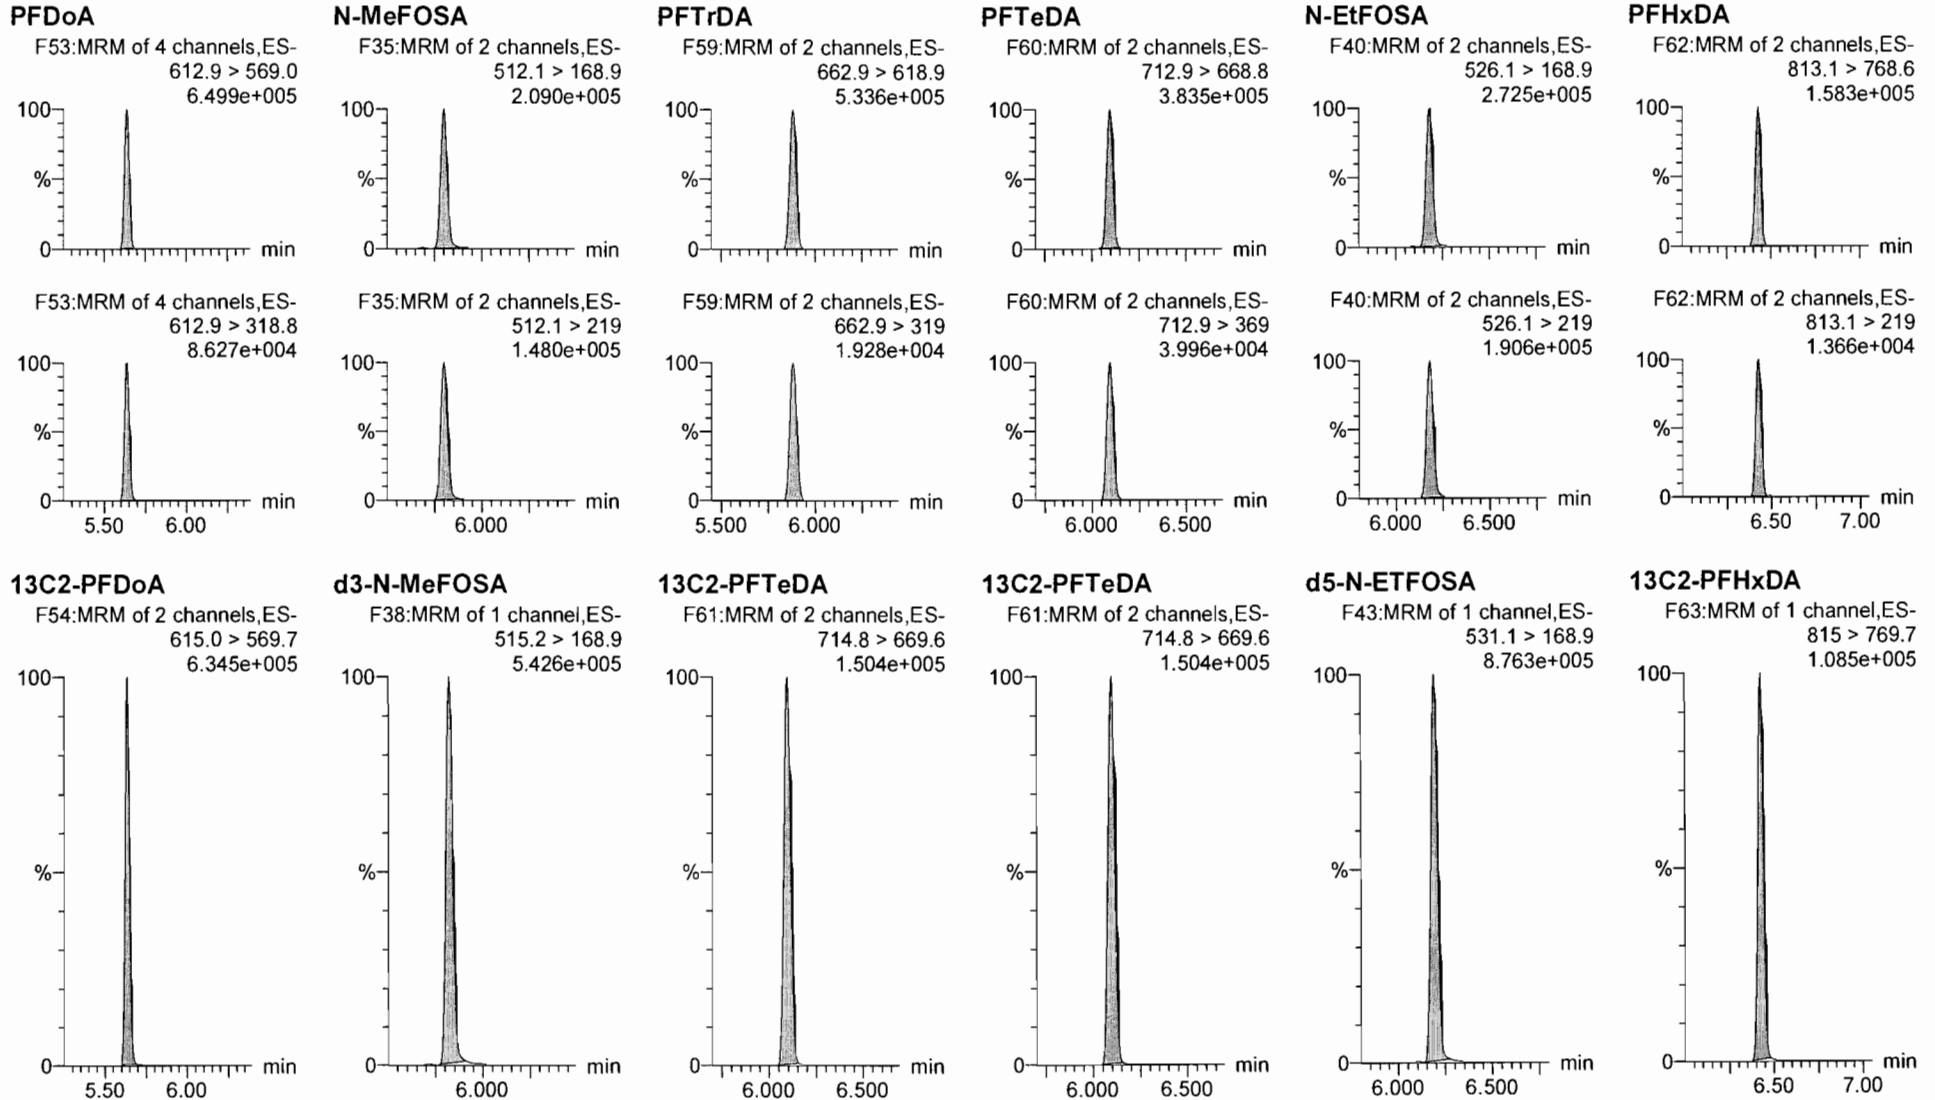 PFDoA
F53:MRM of 4 channels,ES-
612.9 > 569.0
6.499e+005
100
%
0
min
F53:MRM of 4 channels,ES-
612.9 > 318.8
8.627e+004
100
%
0
min
5.50 6.00
N-MeFOSA
F35:MRM of 2 channels,ES-
512.1 > 168.9
2.090e+005
100
%
0
min
F35:MRM of 2 channels,ES-
512.1 > 219
1.480e+005
100
%
0
min
6.000
PFTrDA
F59:MRM of 2 channels,ES-
662.9 > 618.9
5.336e+005
100
%
0
min
F59:MRM of 2 channels,ES-
662.9 > 319
1.928e+004
100
%
0
min
5.500 6.000
PFTeDA
F60:MRM of 2 channels,ES-
712.9 > 668.8
3.835e+005
100
%
0
min
F60:MRM of 2 channels,ES-
712.9 > 369
3.996e+004
100
%
0
min
6.000 6.500
N-EtFOSA
F40:MRM of 2 channels,ES-
526.1 > 168.9
2.725e+005
100
%
0
min
F40:MRM of 2 channels,ES-
526.1 > 219
1.906e+005
100
%
0
min
6.000 6.500
PFHxDA
F62:MRM of 2 channels,ES-
813.1 > 768.6
1.583e+005
100
%
0
min
F62:MRM of 2 channels,ES-
813.1 > 219
1.366e+004
100
%
0
min
6.50 7.00
13C2-PFDoA
F54:MRM of 2 channels,ES-
615.0 > 569.7
6.345e+005
100
%
0
min
5.50 6.00
d3-N-MeFOSA
F38:MRM of 1 channel,ES-
515.2 > 168.9
5.426e+005
100
%
0
min
6.000
13C2-PFTeDA
F61:MRM of 2 channels,ES-
714.8 > 669.6
1.504e+005
100
%
0
min
6.000 6.500
13C2-PFTeDA
F61:MRM of 2 channels,ES-
714.8 > 669.6
1.504e+005
100
%
0
min
6.000 6.500
d5-N-ETFOSA
F43:MRM of 1 channel,ES-
531.1 > 168.9
8.763e+005
100
%
0
min
6.000 6.500
13C2-PFHxDA
F63:MRM of 1 channel,ES-
815 > 769.7
1.085e+005
100
%
0
min
6.50 7.00